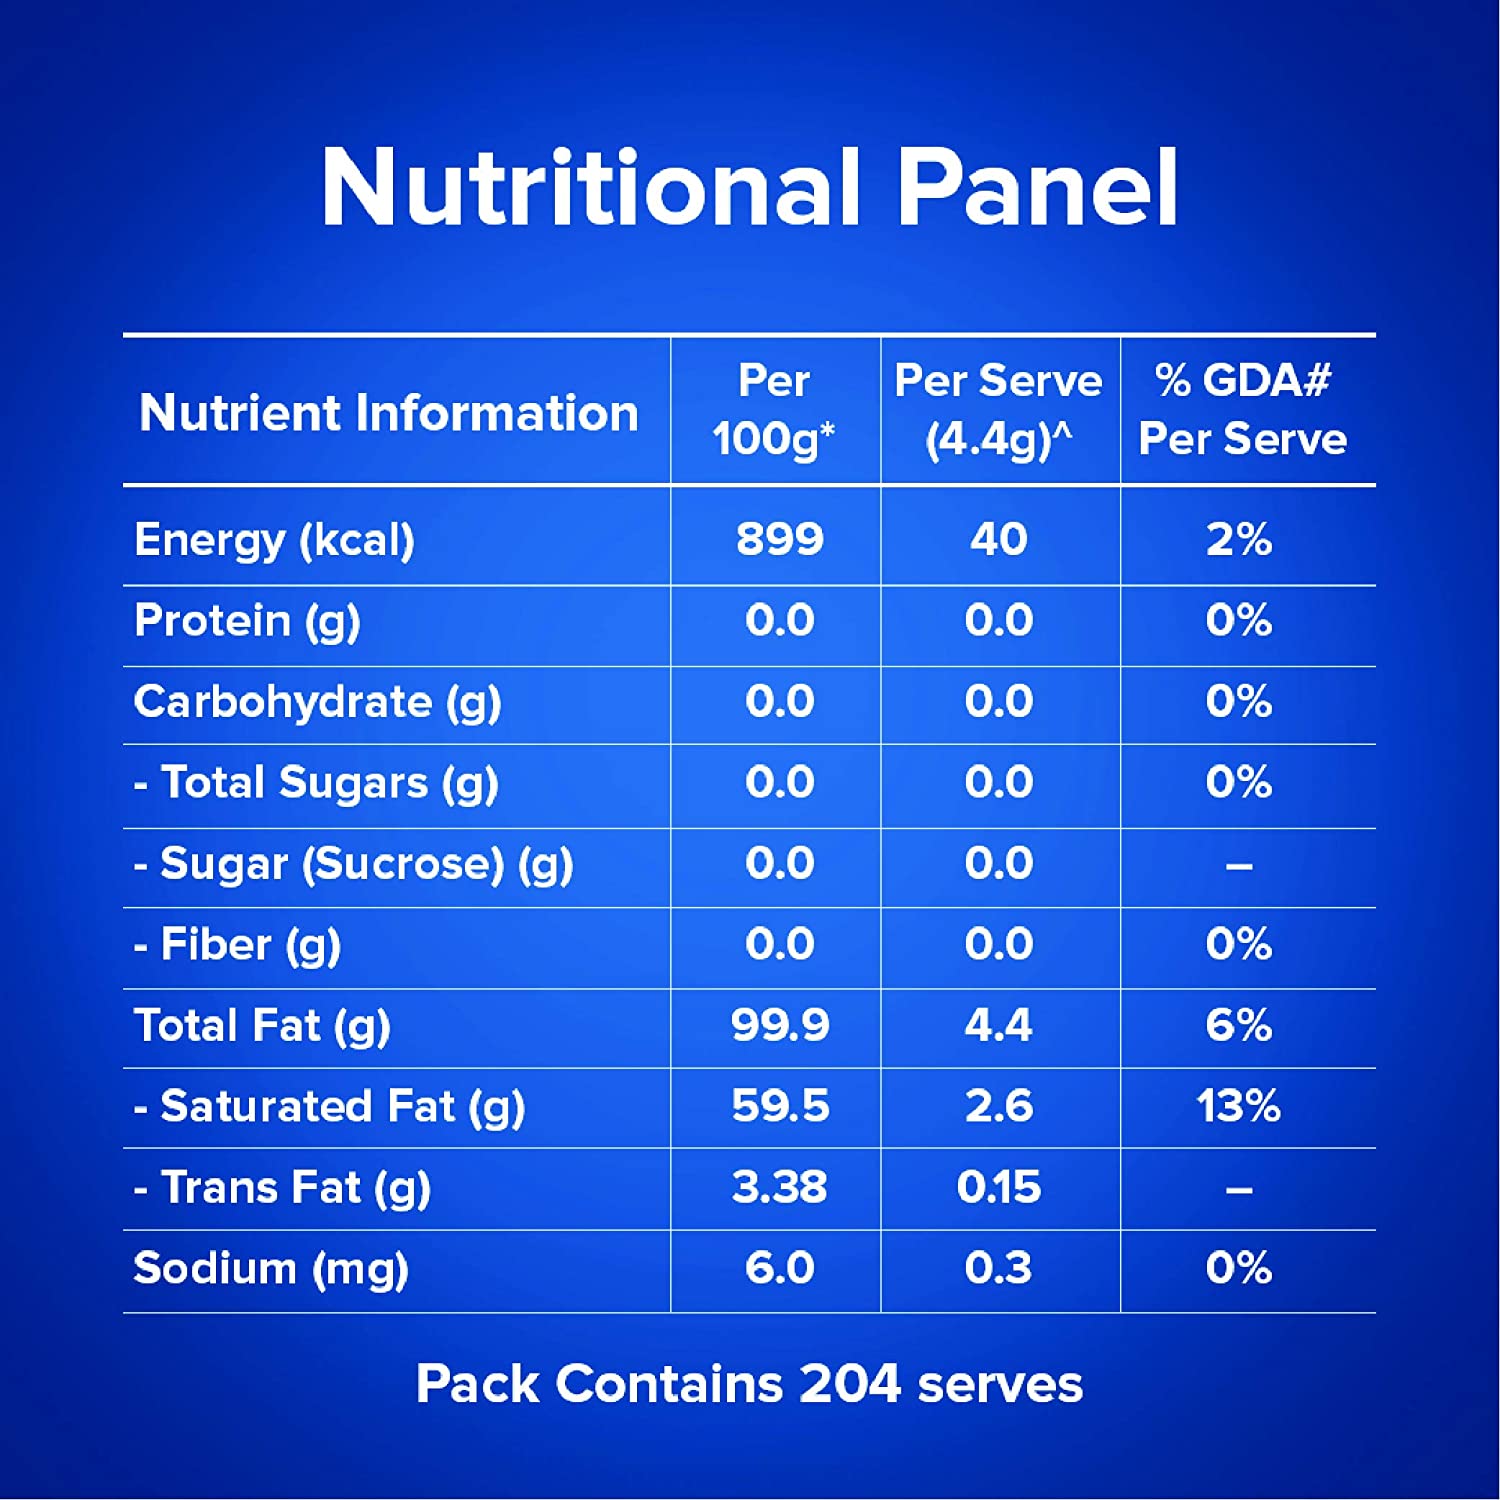 Nutritional Panel
Nutrient Information Per 100g* Per Serve (4.4g)^ % GDA# Per Serve
Energy (kcal) 899 40 2%
Protein (g) 0.0 0.0 0%
Carbohydrate (g) 0.0 0.0 0%
- Total Sugars (g) 0.0 0.0 0%
- Sugar (Sucrose) (g) 0.0 0.0 –
- Fiber (g) 0.0 0.0 0%
Total Fat (g) 99.9 4.4 6%
- Saturated Fat (g) 59.5 2.6 13%
- Trans Fat (g) 3.38 0.15 –
Sodium (mg) 6.0 0.3 0%
Pack Contains 204 serves